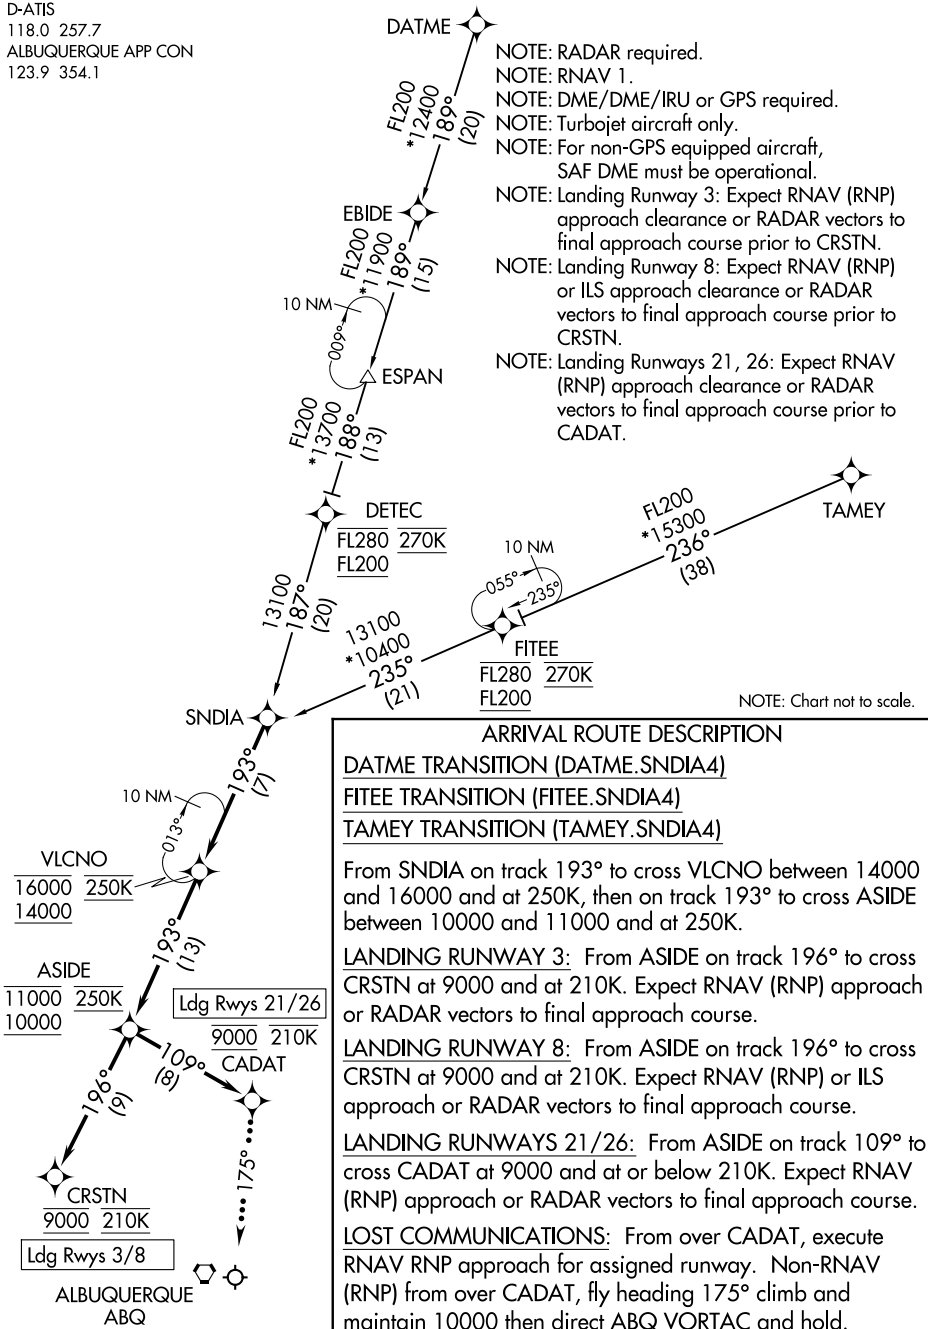 D-ATIS
118.0 257.7
ALBUQUERQUE APP CON
123.9 354.1
DATME
NOTE: RADAR required.
NOTE: RNAV 1.
NOTE: DME/DME/IRU or GPS required.
NOTE: Turbojet aircraft only.
NOTE: For non-GPS equipped aircraft,
SAF DME must be operational.
NOTE: Landing Runway 3: Expect RNAV (RNP)
approach clearance or RADAR vectors to
final approach course prior to CRSTN.
NOTE: Landing Runway 8: Expect RNAV (RNP)
or ILS approach clearance or RADAR
vectors to final approach course prior to
CRSTN.
NOTE: Landing Runways 21, 26: Expect RNAV
(RNP) approach clearance or RADAR
vectors to final approach course prior to
CADAT.
FL200
*12400
189°
(20)
EBIDE
FL200
*11900
189°
(15)
10 NM
009°
ESPAN
FL200
*13700
188°
(13)
DETEC
FL280 270K
FL200
13100
187°
(20)
TAMEY
FL200
*15300
236°
(38)
10 NM
055°
235°
FITEE
FL280 270K
FL200
13100
*10400
235°
(21)
NOTE: Chart not to scale.
SNDIA
193°
(7)
10 NM
013°
VLCNO
16000 250K
14000
193°
(13)
ASIDE
11000 250K
10000
Ldg Rwys 21/26
9000 210K
CADAT
109°
(8)
196°
(9)
175°
CRSTN
9000 210K
Ldg Rwys 3/8
ALBUQUERQUE
ABQ
ARRIVAL ROUTE DESCRIPTION
DATME TRANSITION (DATME.SNDIA4)
FITEE TRANSITION (FITEE.SNDIA4)
TAMEY TRANSITION (TAMEY.SNDIA4)
From SNDIA on track 193° to cross VLCNO between 14000
and 16000 and at 250K, then on track 193° to cross ASIDE
between 10000 and 11000 and at 250K.
LANDING RUNWAY 3: From ASIDE on track 196° to cross
CRSTN at 9000 and at 210K. Expect RNAV (RNP) approach
or RADAR vectors to final approach course.
LANDING RUNWAY 8: From ASIDE on track 196° to cross
CRSTN at 9000 and at 210K. Expect RNAV (RNP) or ILS
approach or RADAR vectors to final approach course.
LANDING RUNWAYS 21/26: From ASIDE on track 109° to
cross CADAT at 9000 and at or below 210K. Expect RNAV
(RNP) approach or RADAR vectors to final approach course.
LOST COMMUNICATIONS: From over CADAT, execute
RNAV RNP approach for assigned runway. Non-RNAV
(RNP) from over CADAT, fly heading 175° climb and
maintain 10000 then direct ABQ VORTAC and hold.